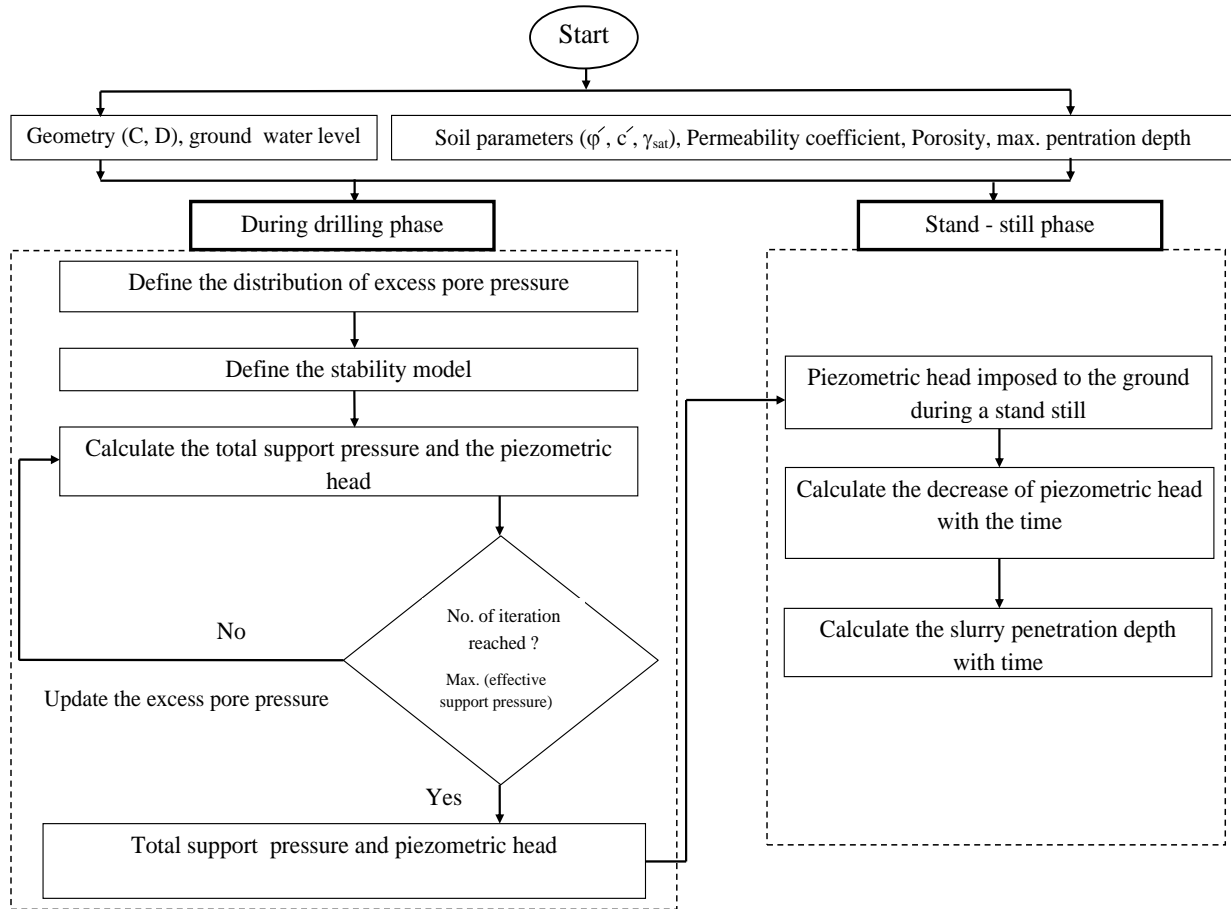 Start
Geometry (C, D), ground water level
Soil parameters (φ´, c´, γsat), Permeability coefficient, Porosity, max. pentration depth
During drilling phase
Stand - still phase
Define the distribution of excess pore pressure
Define the stability model
Calculate the total support pressure and the piezometric
head
No. of iteration
reached ?
Max. (effective
support pressure)
No
Update the excess pore pressure
Yes
Total support pressure and piezometric head
Piezometric head imposed to the ground
during a stand still
Calculate the decrease of piezometric head
with the time
Calculate the slurry penetration depth
with time